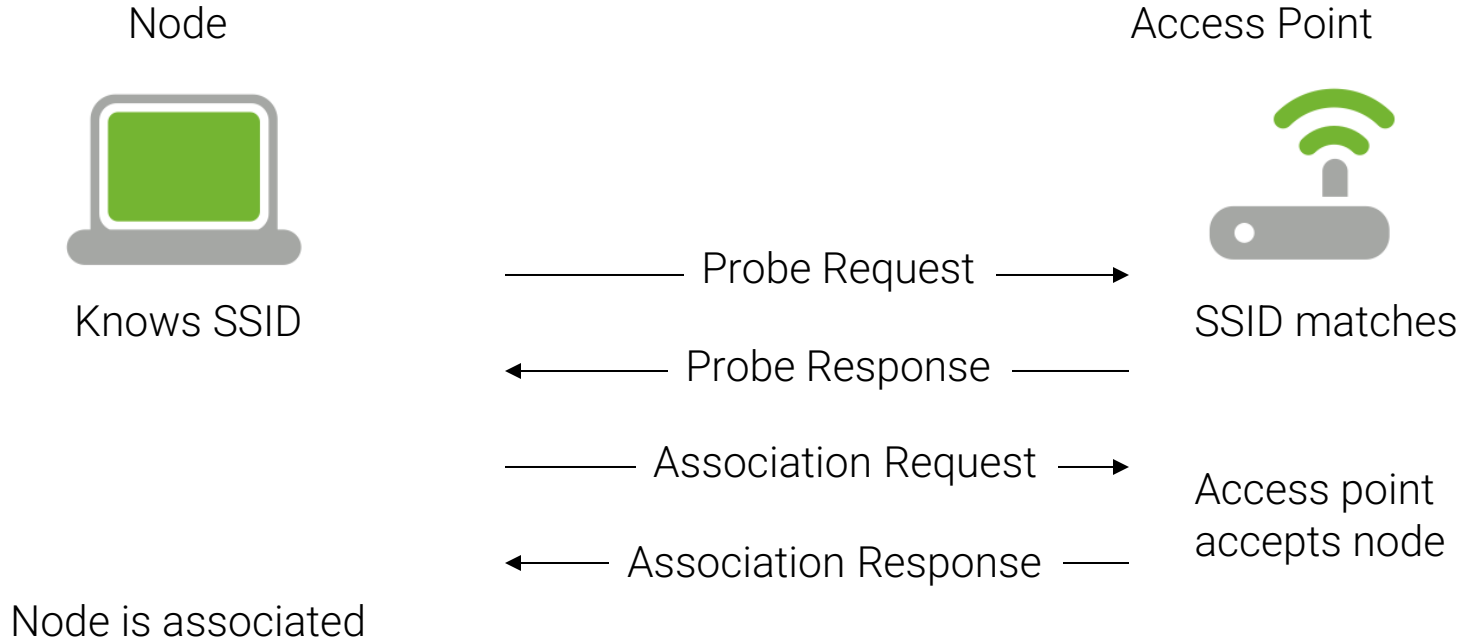 Node
Access Point
Probe Request
Knows SSID
SSID matches
Probe Response
Association Request
Access point
accepts node
Association Response
Node is associated